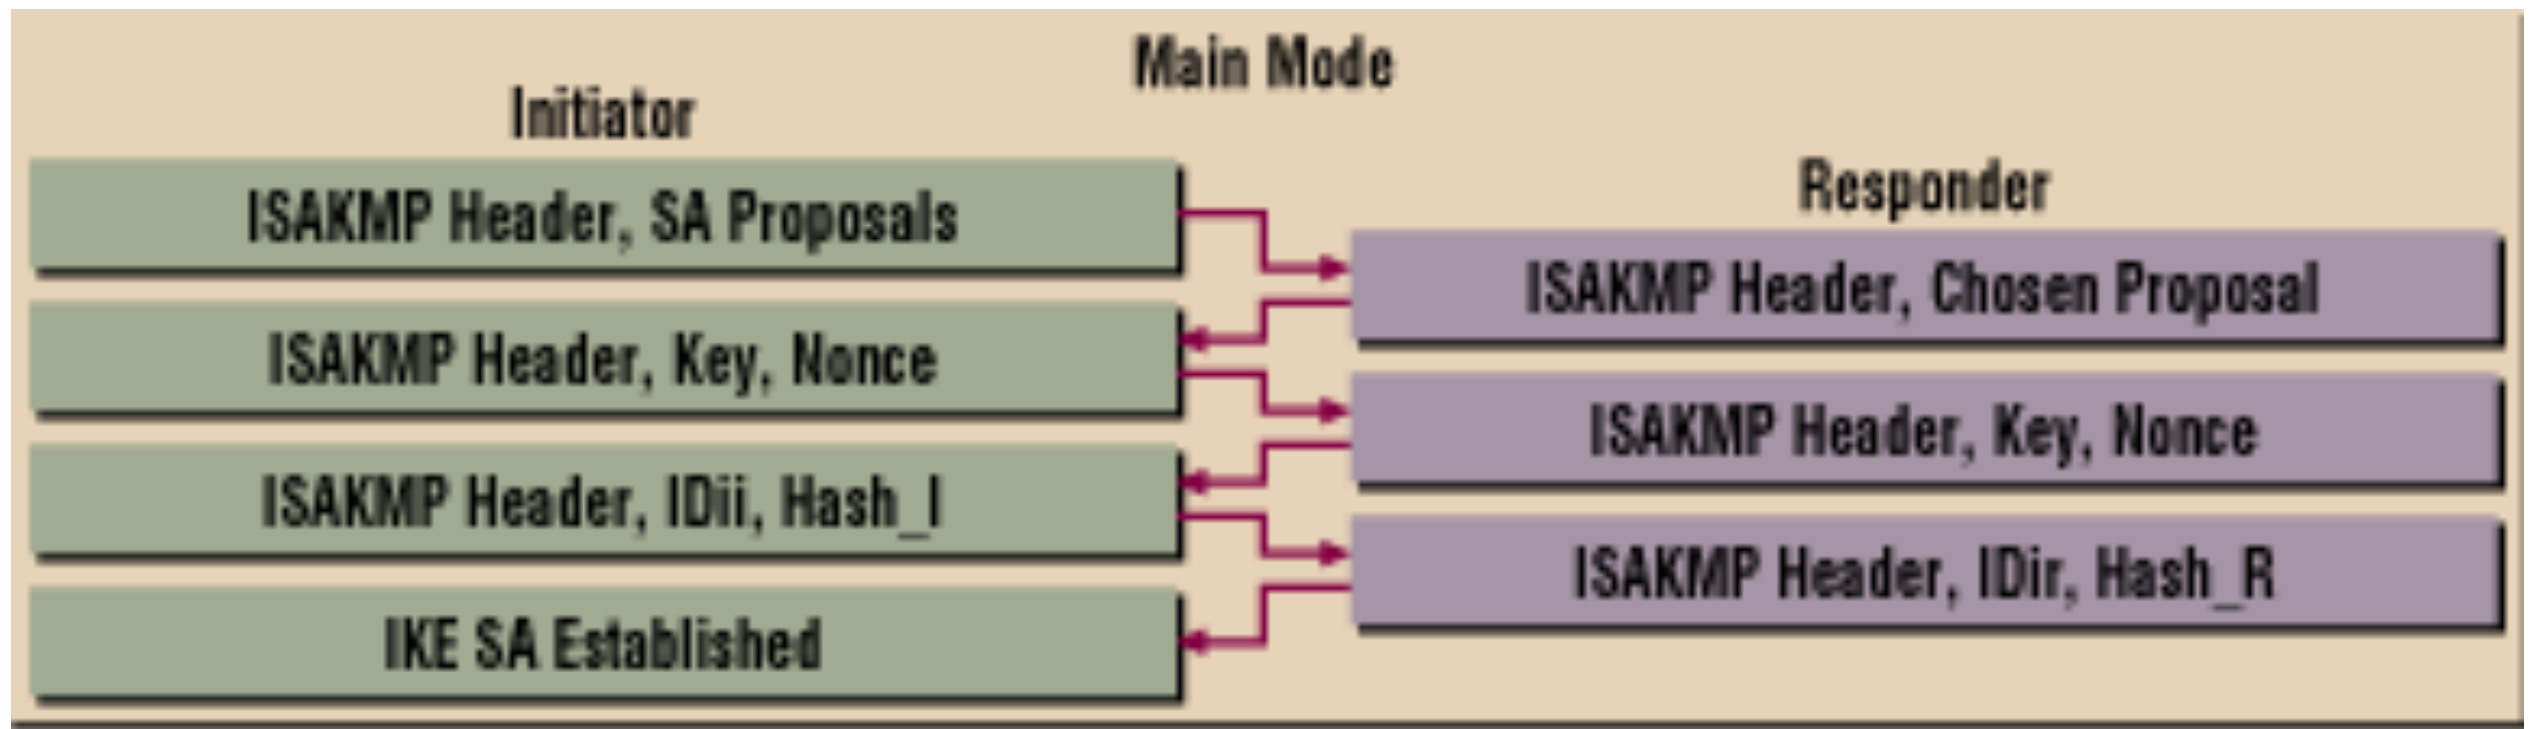 Main Mode
Initiator
Responder
ISAKMP Header, SA Proposals
ISAKMP Header, Chosen Proposal
ISAKMP Header, Key, Nonce
ISAKMP Header, Key, Nonce
ISAKMP Header, IDii, Hash_I
ISAKMP Header, IDir, Hash_R
IKE SA Established